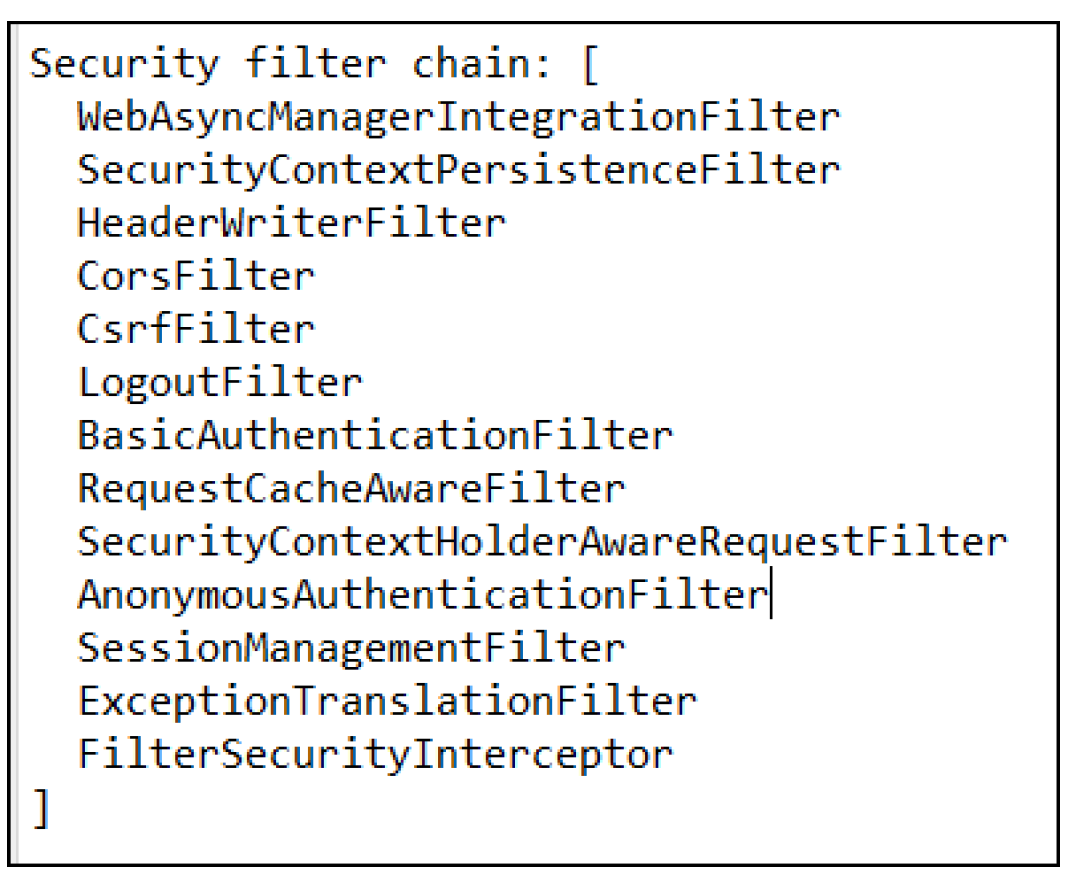 Security filter chain: [
  WebAsyncManagerIntegrationFilter
  SecurityContextPersistenceFilter
  HeaderWriterFilter
  CorsFilter
  CsrfFilter
  LogoutFilter
  BasicAuthenticationFilter
  RequestCacheAwareFilter
  SecurityContextHolderAwareRequestFilter
  AnonymousAuthenticationFilter
  SessionManagementFilter
  ExceptionTranslationFilter
  FilterSecurityInterceptor
]